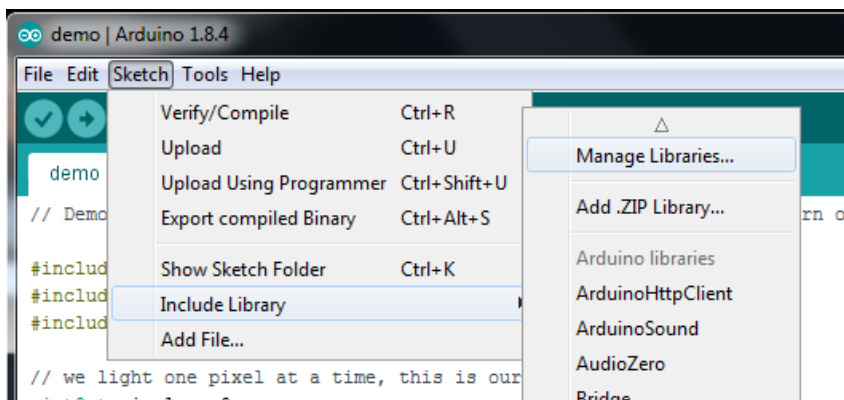 demo | Arduino 1.8.4
File Edit Sketch Tools Help
Verify/Compile Ctrl+R
Upload Ctrl+U
Upload Using Programmer Ctrl+Shift+U
Export compiled Binary Ctrl+Alt+S
Show Sketch Folder Ctrl+K
Include Library
Add File...
Manage Libraries...
Add .ZIP Library...
Arduino libraries
ArduinoHttpClient
ArduinoSound
AudioZero
Bridge
demo
// Demo
rn o
#includ
#includ
#includ
// we light one pixel at a time, this is our